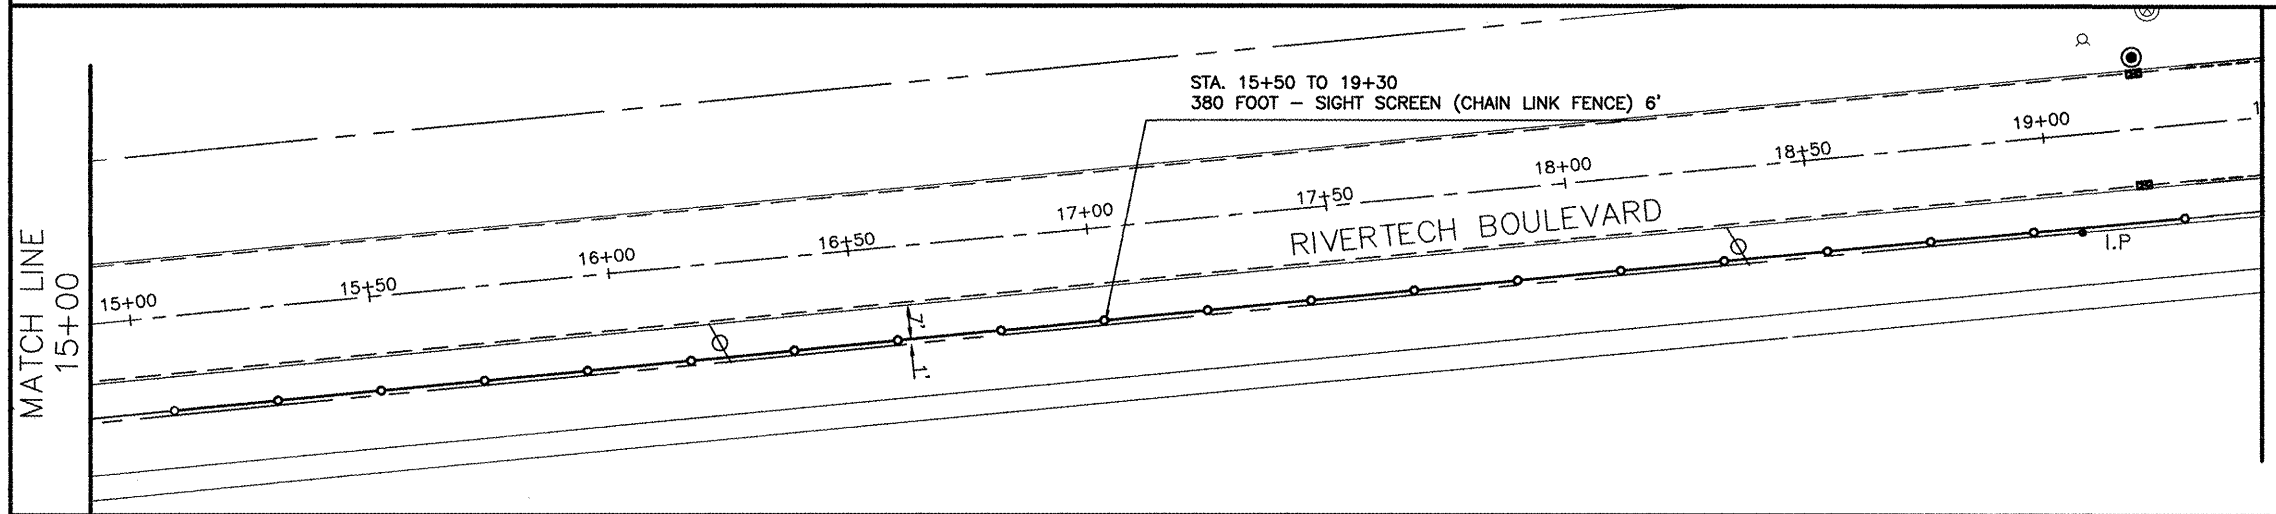 STA. 15+50 TO 19+30
380 FOOT – SIGHT SCREEN (CHAIN LINK FENCE) 6'
MATCH LINE
15+00
15+00
15+50
16+00
16+50
17+00
17+50
18+00
18+50
19+00
RIVERTECH BOULEVARD
7'
1'
I.P